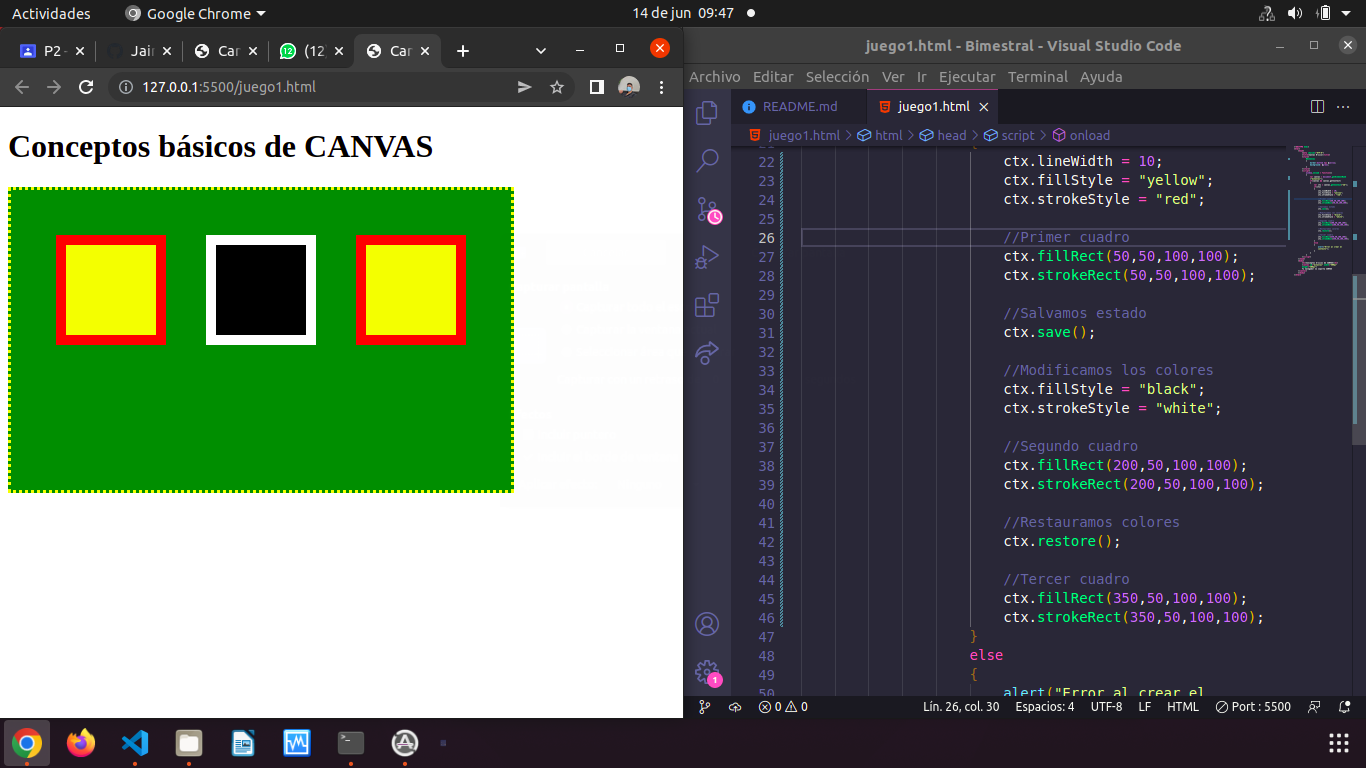 Actividades
Google Chrome
14 de jun 09:47
P2 -
Jair
Car
(12)
Car
127.0.0.1:5500/juego1.html
Conceptos básicos de CANVAS
juego1.html - Bimestral - Visual Studio Code
Archivo Editar Selección Ver Ir Ejecutar Terminal Ayuda
README.md
juego1.html
juego1.html > html > head > script > onload
22 ctx.lineWidth = 10;
23 ctx.fillStyle = "yellow";
24 ctx.strokeStyle = "red";
25
26 //Primer cuadro
27 ctx.fillRect(50,50,100,100);
28 ctx.strokeRect(50,50,100,100);
29
30 //Salvamos estado
31 ctx.save();
32
33 //Modificamos los colores
34 ctx.fillStyle = "black";
35 ctx.strokeStyle = "white";
36
37 //Segundo cuadro
38 ctx.fillRect(200,50,100,100);
39 ctx.strokeRect(200,50,100,100);
40
41 //Restauramos colores
42 ctx.restore();
43
44 //Tercer cuadro
45 ctx.fillRect(350,50,100,100);
46 ctx.strokeRect(350,50,100,100);
47 }
48 else
49 {
50 alert("Error al crear el
1
0 0
Lín. 26, col. 30
Espacios: 4
UTF-8
LF
HTML
Port : 5500